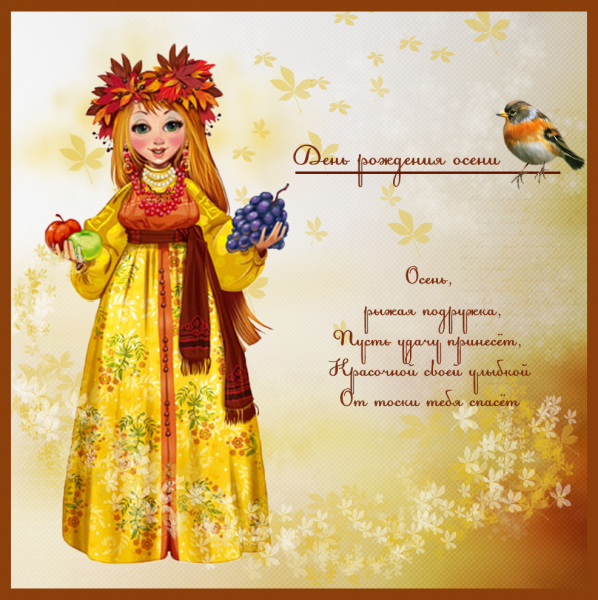 День рождения осени
Осень,
рыжая подружка,
Пусть удачу принесёт,
Красочной своей улыбкой
От тоски тебя спасёт